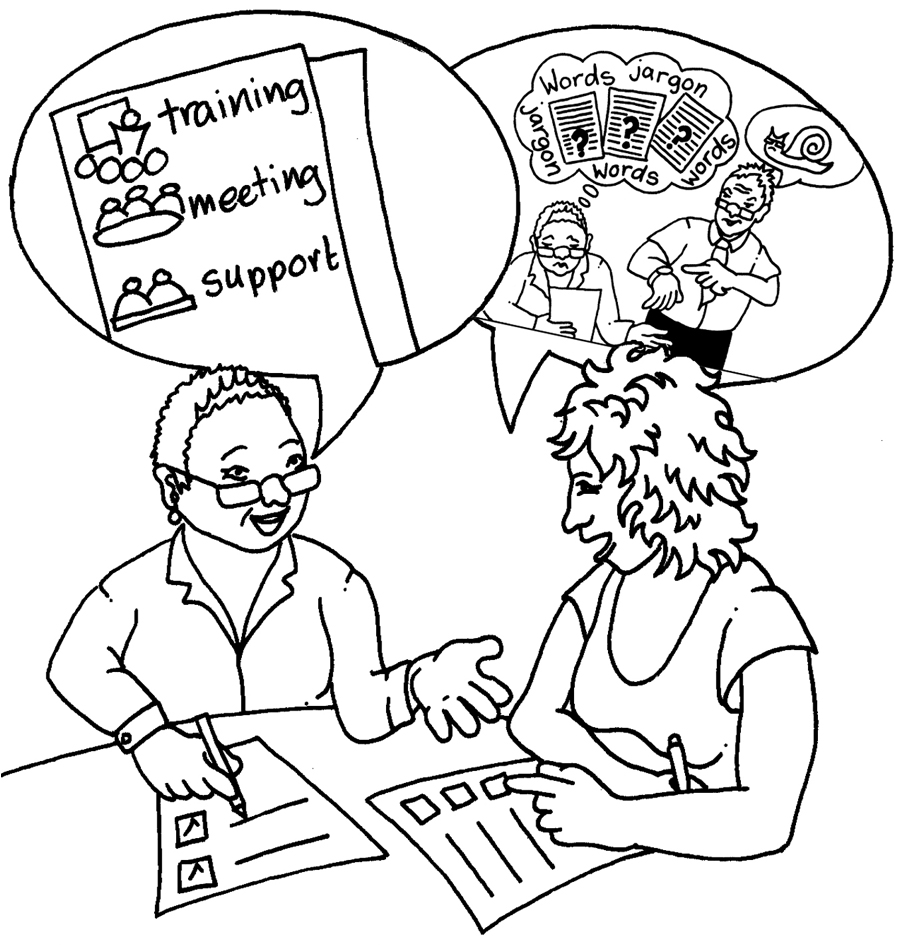 training
meeting
support
Words jargon
jargon
? ? ?
words
words